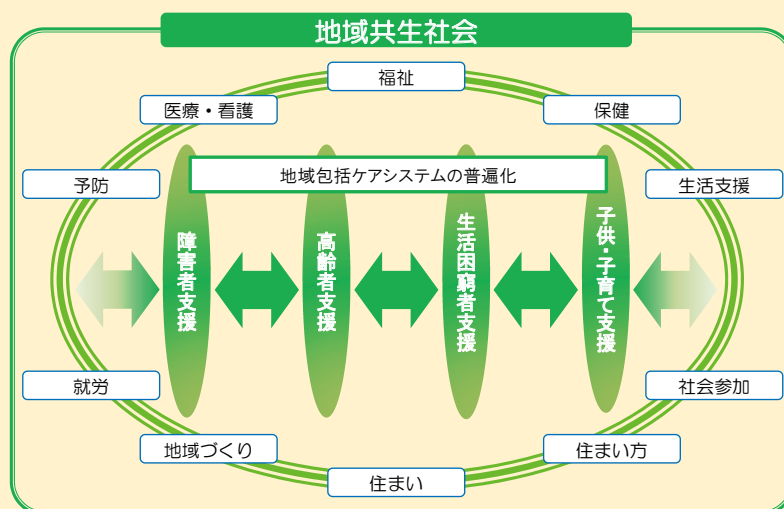 地域共生社会
福祉
医療・看護
保健
予防
地域包括ケアシステムの普遍化
生活支援
障害者支援
高齢者支援
生活困窮者支援
子供・子育て支援
就労
社会参加
地域づくり
住まい方
住まい